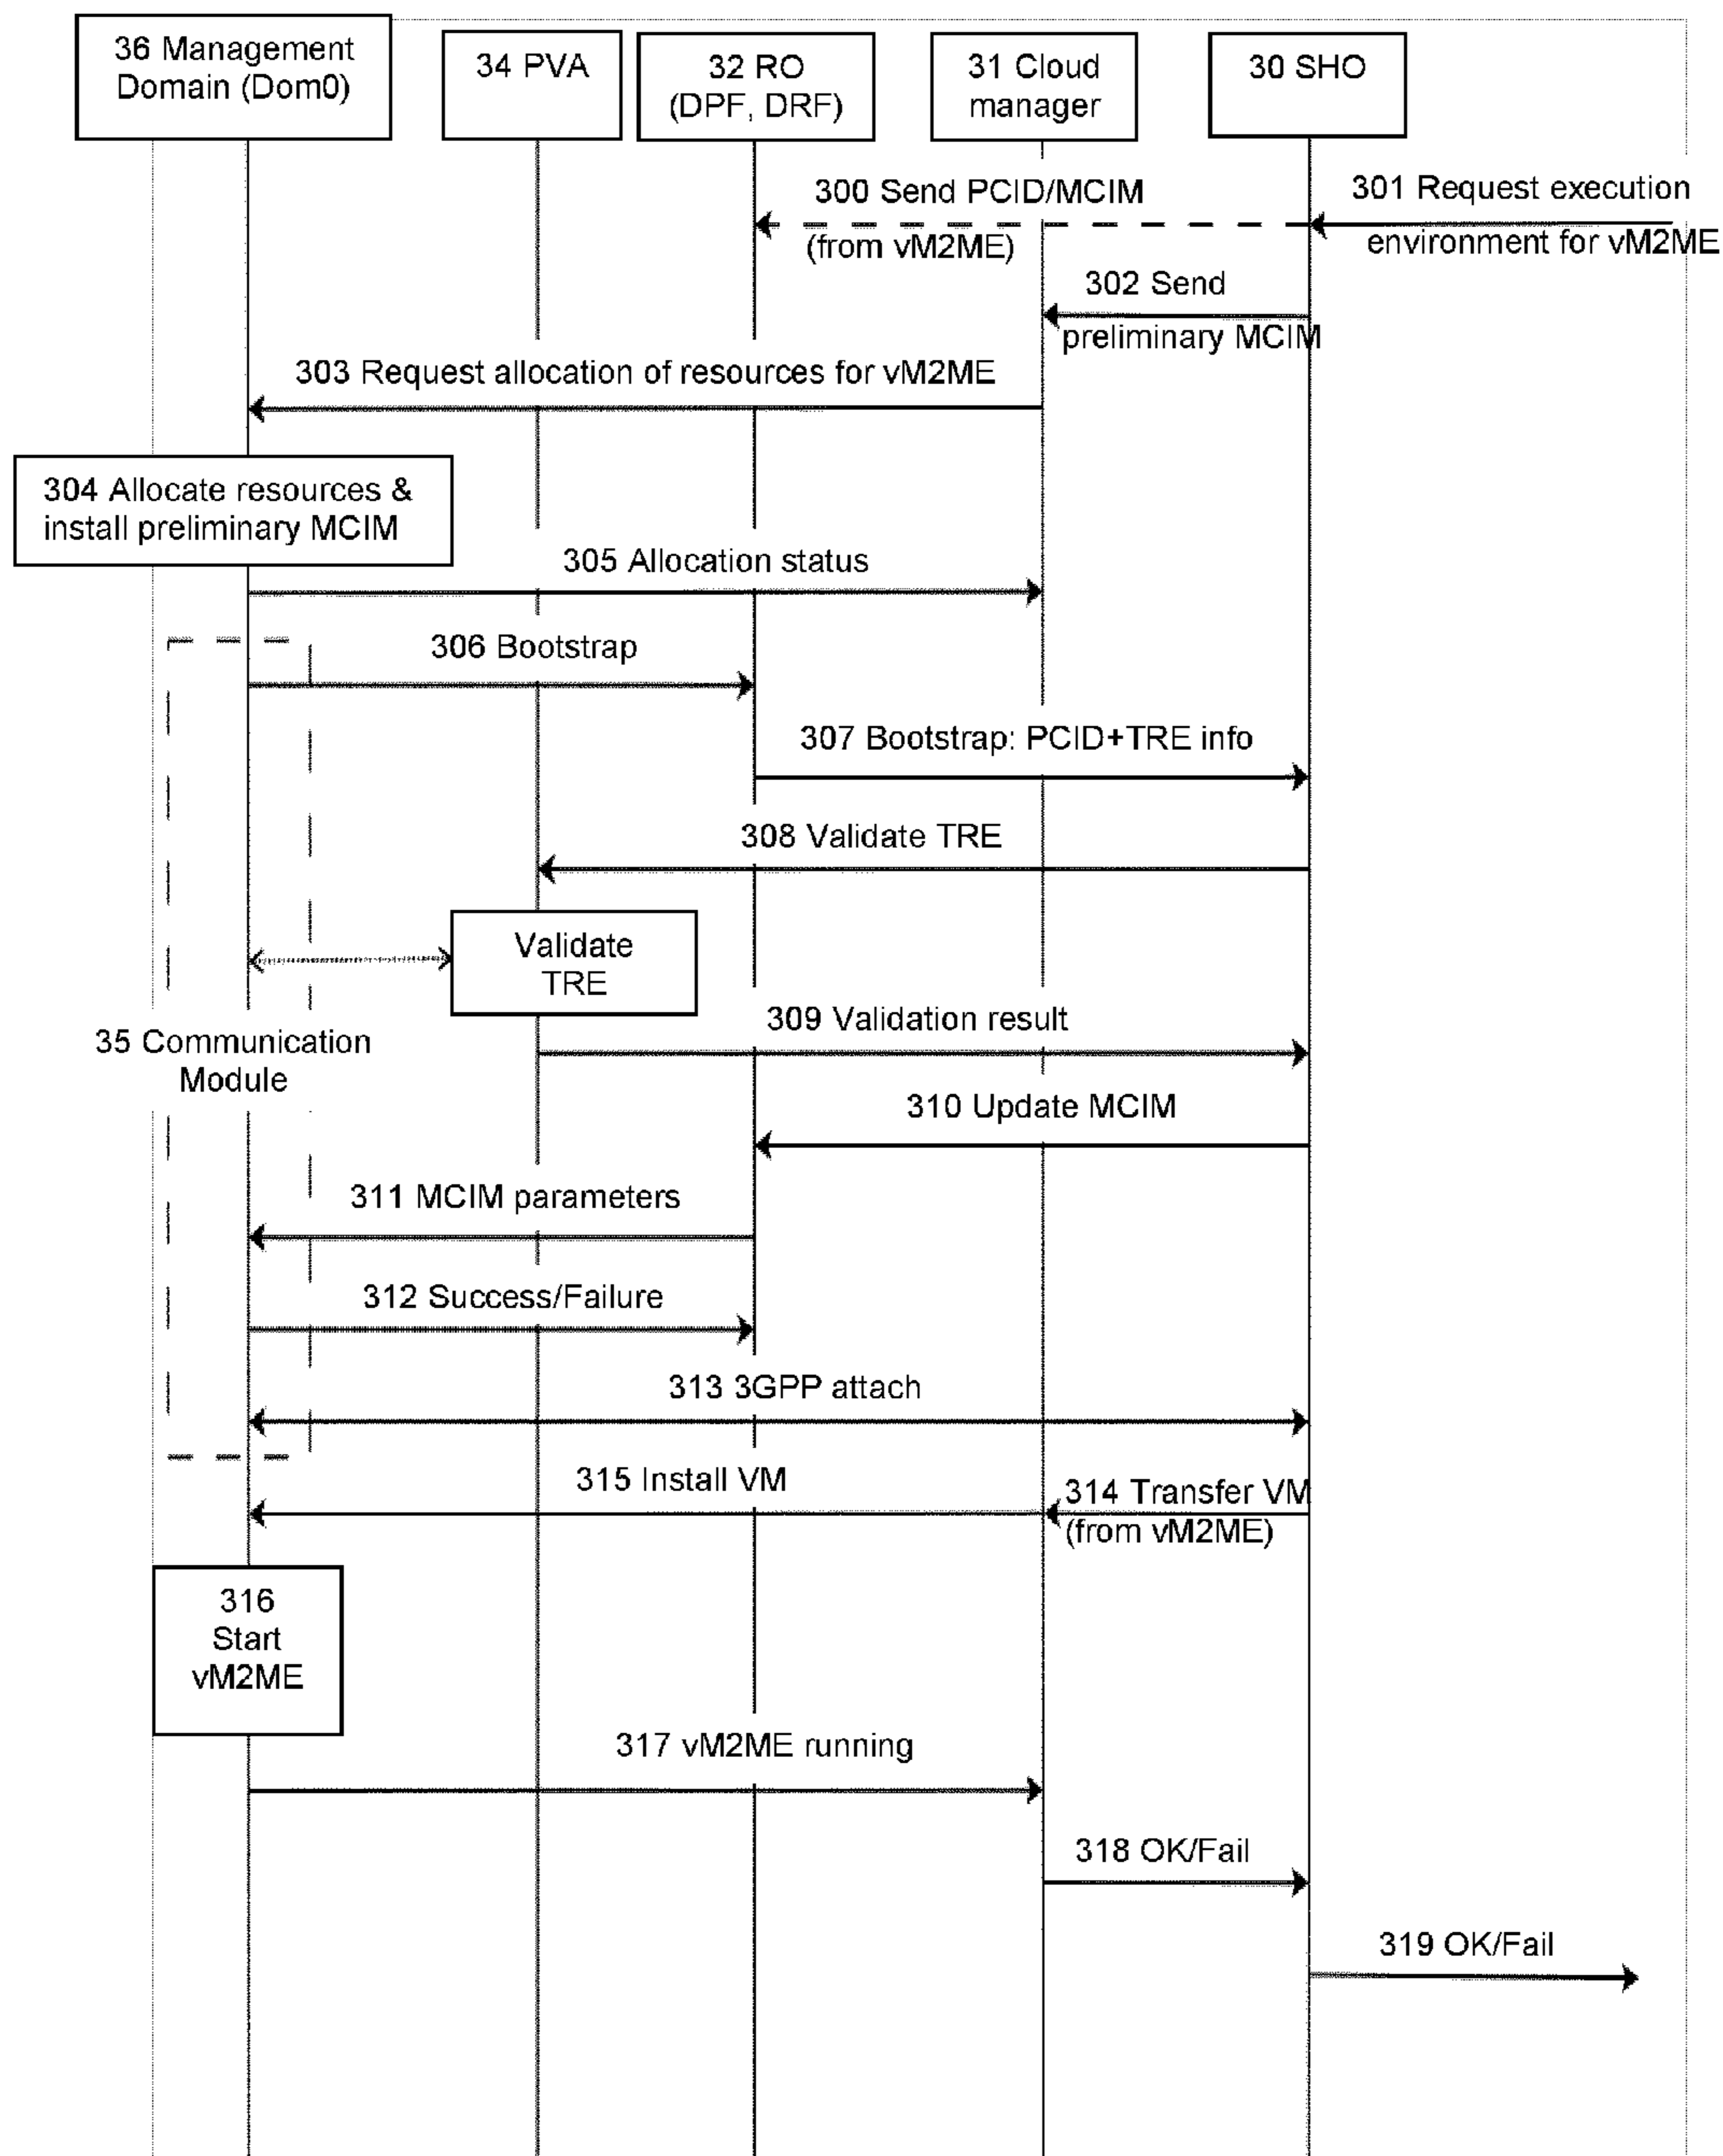 36 Management
Domain (Dom0)
34 PVA
32 RO
(DPF, DRF)
31 Cloud
manager
30 SHO
300 Send PCID/MCIM
(from vM2ME)
301 Request execution
environment for vM2ME
302 Send
preliminary MCIM
303 Request allocation of resources for vM2ME
304 Allocate resources &
install preliminary MCIM
305 Allocation status
306 Bootstrap
307 Bootstrap: PCID+TRE info
308 Validate TRE
Validate
TRE
309 Validation result
35 Communication
Module
310 Update MCIM
311 MCIM parameters
312 Success/Failure
313 3GPP attach
315 Install VM
314 Transfer VM
(from vM2ME)
316
Start
vM2ME
317 vM2ME running
318 OK/Fail
319 OK/Fail